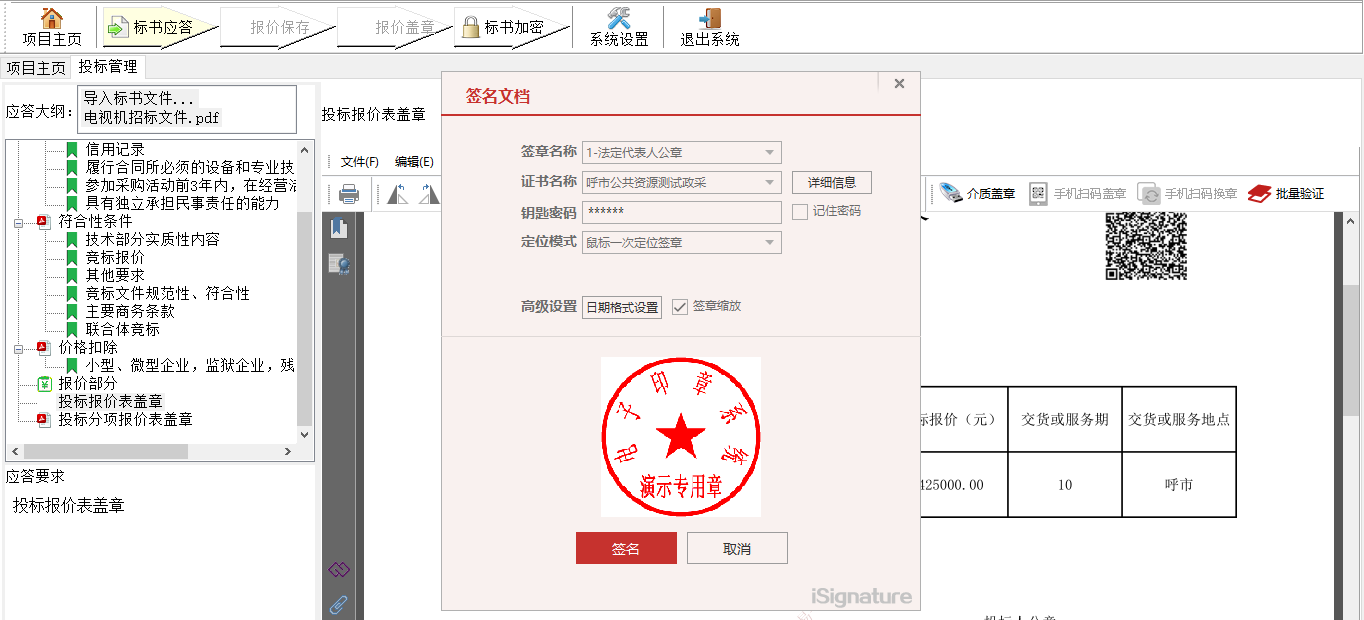 项目主页
标书应答
报价保存
报价盖章
标书加密
系统设置
退出系统
项目主页
投标管理
应答大纲：
导入标书文件...
电视机招标文件.pdf
信用记录
履行合同所必须的设备和专业技
参加采购活动前3年内，在经营活
具有独立承担民事责任的能力
符合性条件
技术部分实质性内容
竞标报价
其他要求
竞标文件规范性、符合性
主要商务条款
联合体竞标
价格扣除
小型、微型企业，监狱企业，残
报价部分
投标报价表盖章
投标分项报价表盖章
应答要求
投标报价表盖章
投标报价表盖章
文件(F)
编辑(E)
介质盖章
手机扫码盖章
手机扫码换章
批量验证
签名文档
签章名称
1-法定代表人公章
证书名称
呼市公共资源测试政采
详细信息
钥匙密码
******
记住密码
定位模式
鼠标一次定位签章
高级设置
日期格式设置
签章缩放
电子印章系统
演示专用章
签名
取消
iSignature
标报价（元）
交货或服务期
交货或服务地点
425000.00
10
呼市
投标人公章